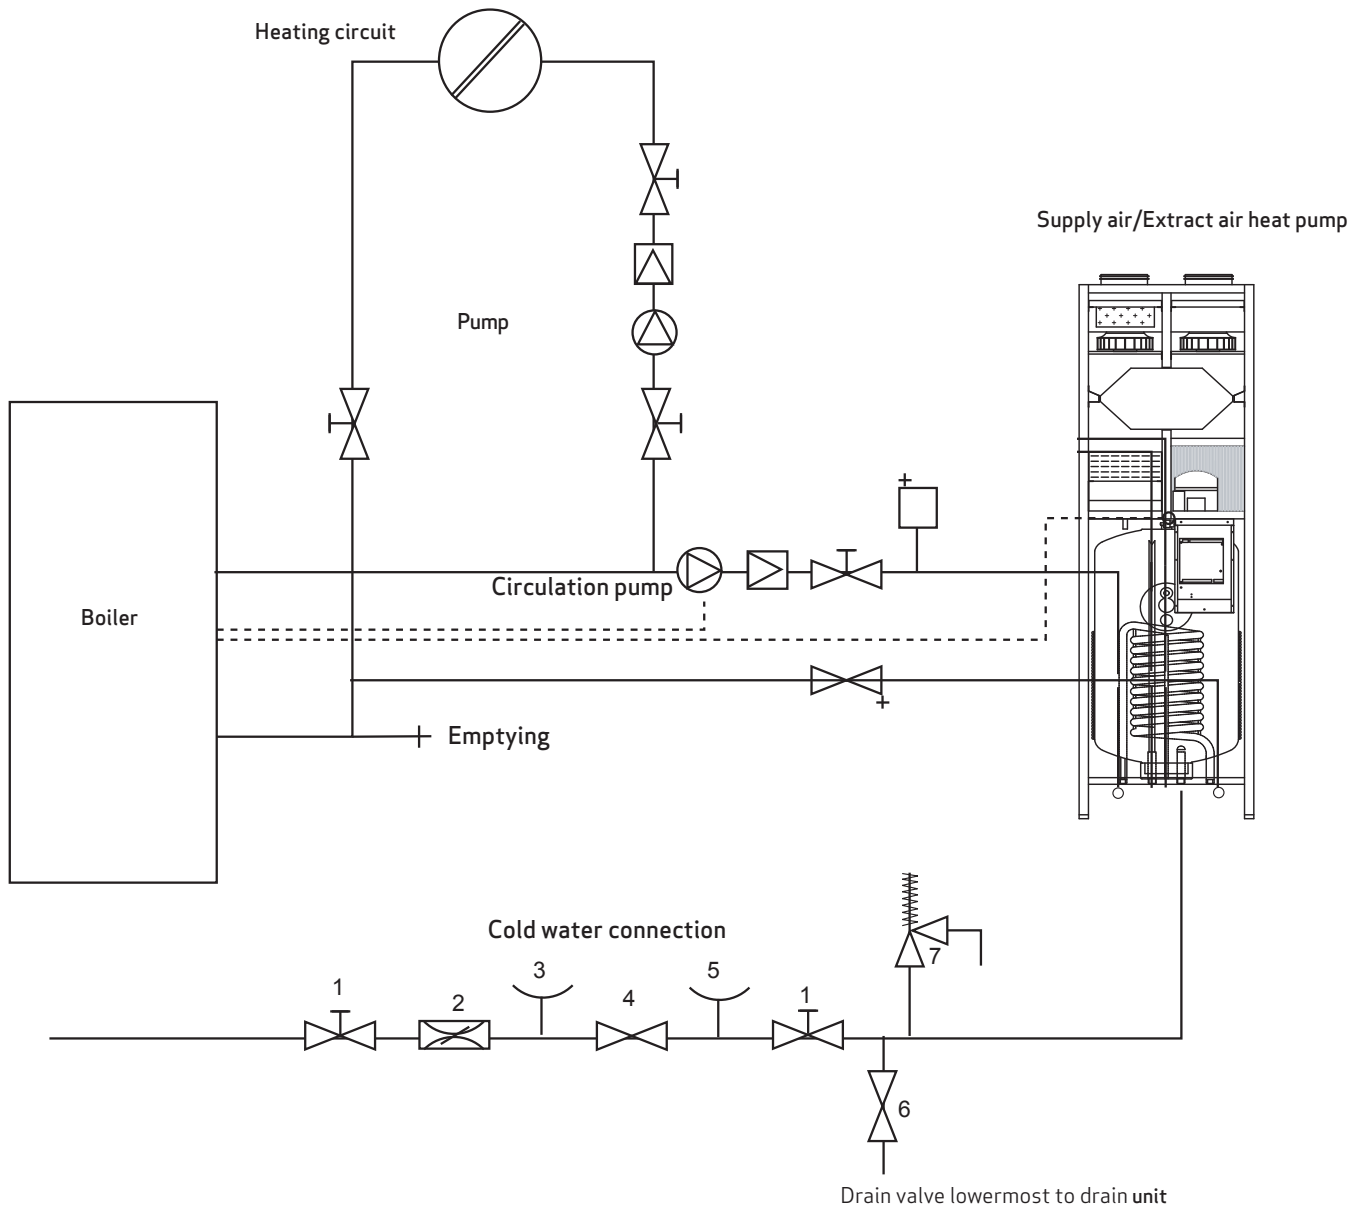 Heating circuit
Supply air/Extract air heat pump
Pump
Circulation pump
Boiler
Emptying
Cold water connection
1
2
3
4
5
1
7
6
Drain valve lowermost to drain unit